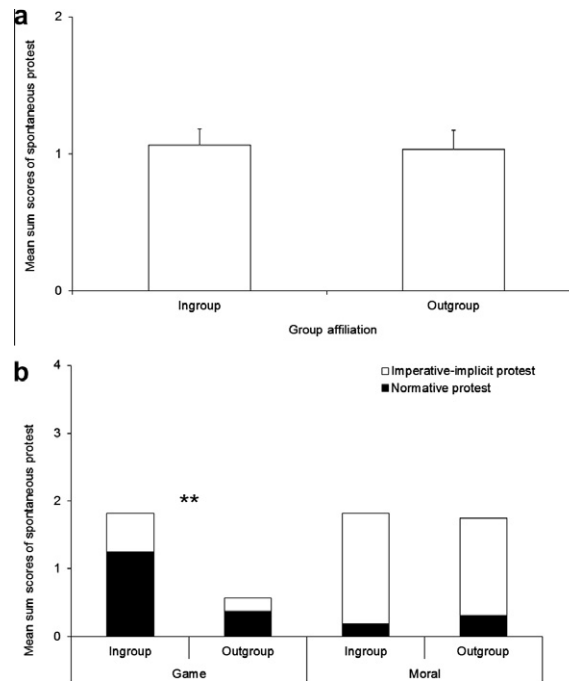 a
Mean sum scores of spontaneous protest
2
1
0
Ingroup Outgroup
Group affiliation
b
Mean sum scores of spontaneous protest
Imperative-implicit protest
Normative protest
4
3
2
1
0
**
Ingroup Outgroup Ingroup Outgroup
Game Moral